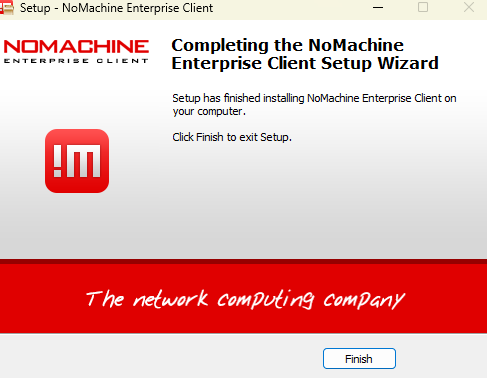 Setup - NoMachine Enterprise Client
NOMACHINE
ENTERPRISE CLIENT
Completing the NoMachine
Enterprise Client Setup Wizard
Setup has finished installing NoMachine Enterprise Client on
your computer.
Click Finish to exit Setup.
!m
The network computing company
Finish